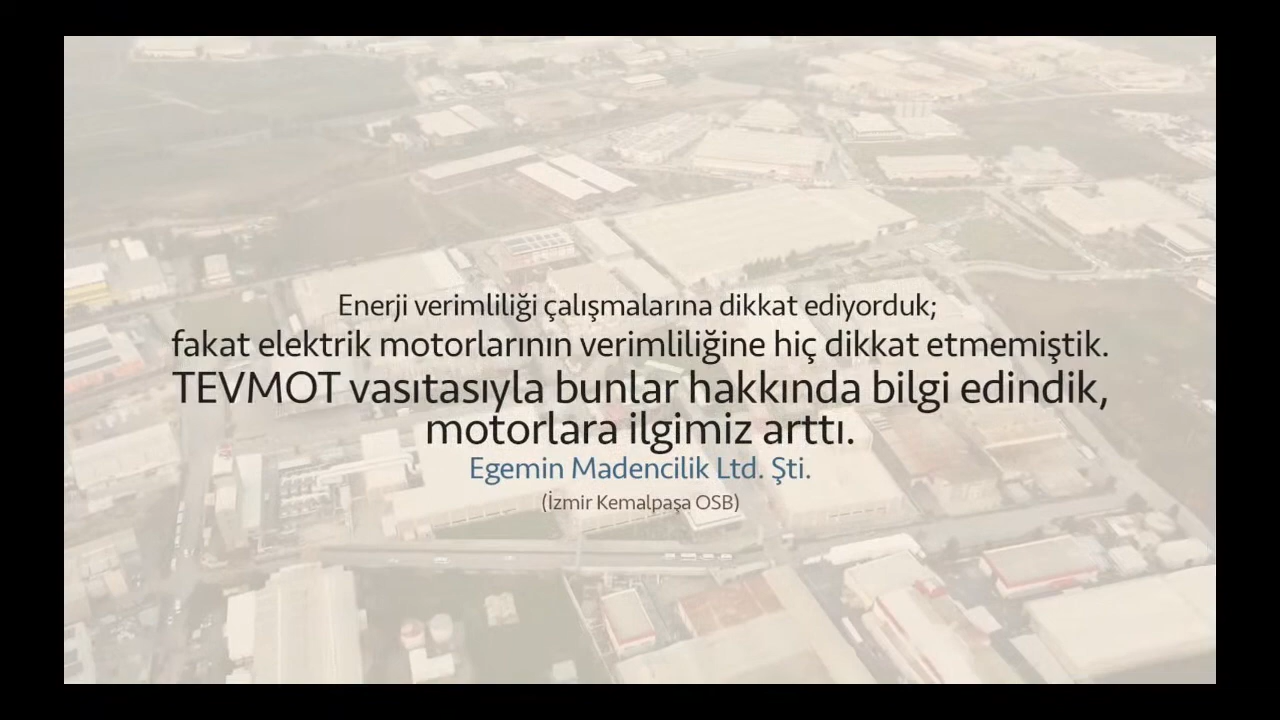 Enerji verimliliği çalışmalarına dikkat ediyorduk;
fakat elektrik motorlarının verimliliğine hiç dikkat etmemiştik.
TEVMOT vasıtasıyla bunlar hakkında bilgi edindik,
motorlara ilgimiz arttı.
Egemin Madencilik Ltd. Şti.
(İzmir Kemalpaşa OSB)